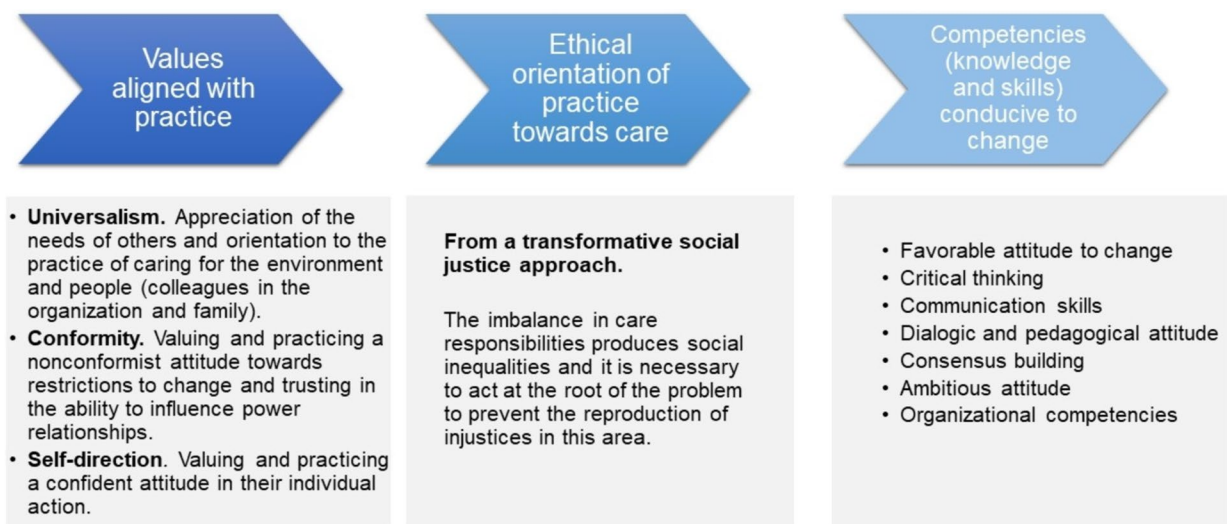 Values
aligned with
practice
Ethical
orientation of
practice
towards care
Competencies
(knowledge
and skills)
conducive to
change
• Universalism. Appreciation of the
needs of others and orientation to the
practice of caring for the environment
and people (colleagues in the
organization and family).
• Conformity. Valuing and practicing a
nonconformist attitude towards
restrictions to change and trusting in
the ability to influence power
relationships.
• Self-direction. Valuing and practicing
a confident attitude in their individual
action.
From a transformative social
justice approach.
The imbalance in care
responsibilities produces social
inequalities and it is necessary
to act at the root of the problem
to prevent the reproduction of
injustices in this area.
• Favorable attitude to change
• Critical thinking
• Communication skills
• Dialogic and pedagogical attitude
• Consensus building
• Ambitious attitude
• Organizational competencies